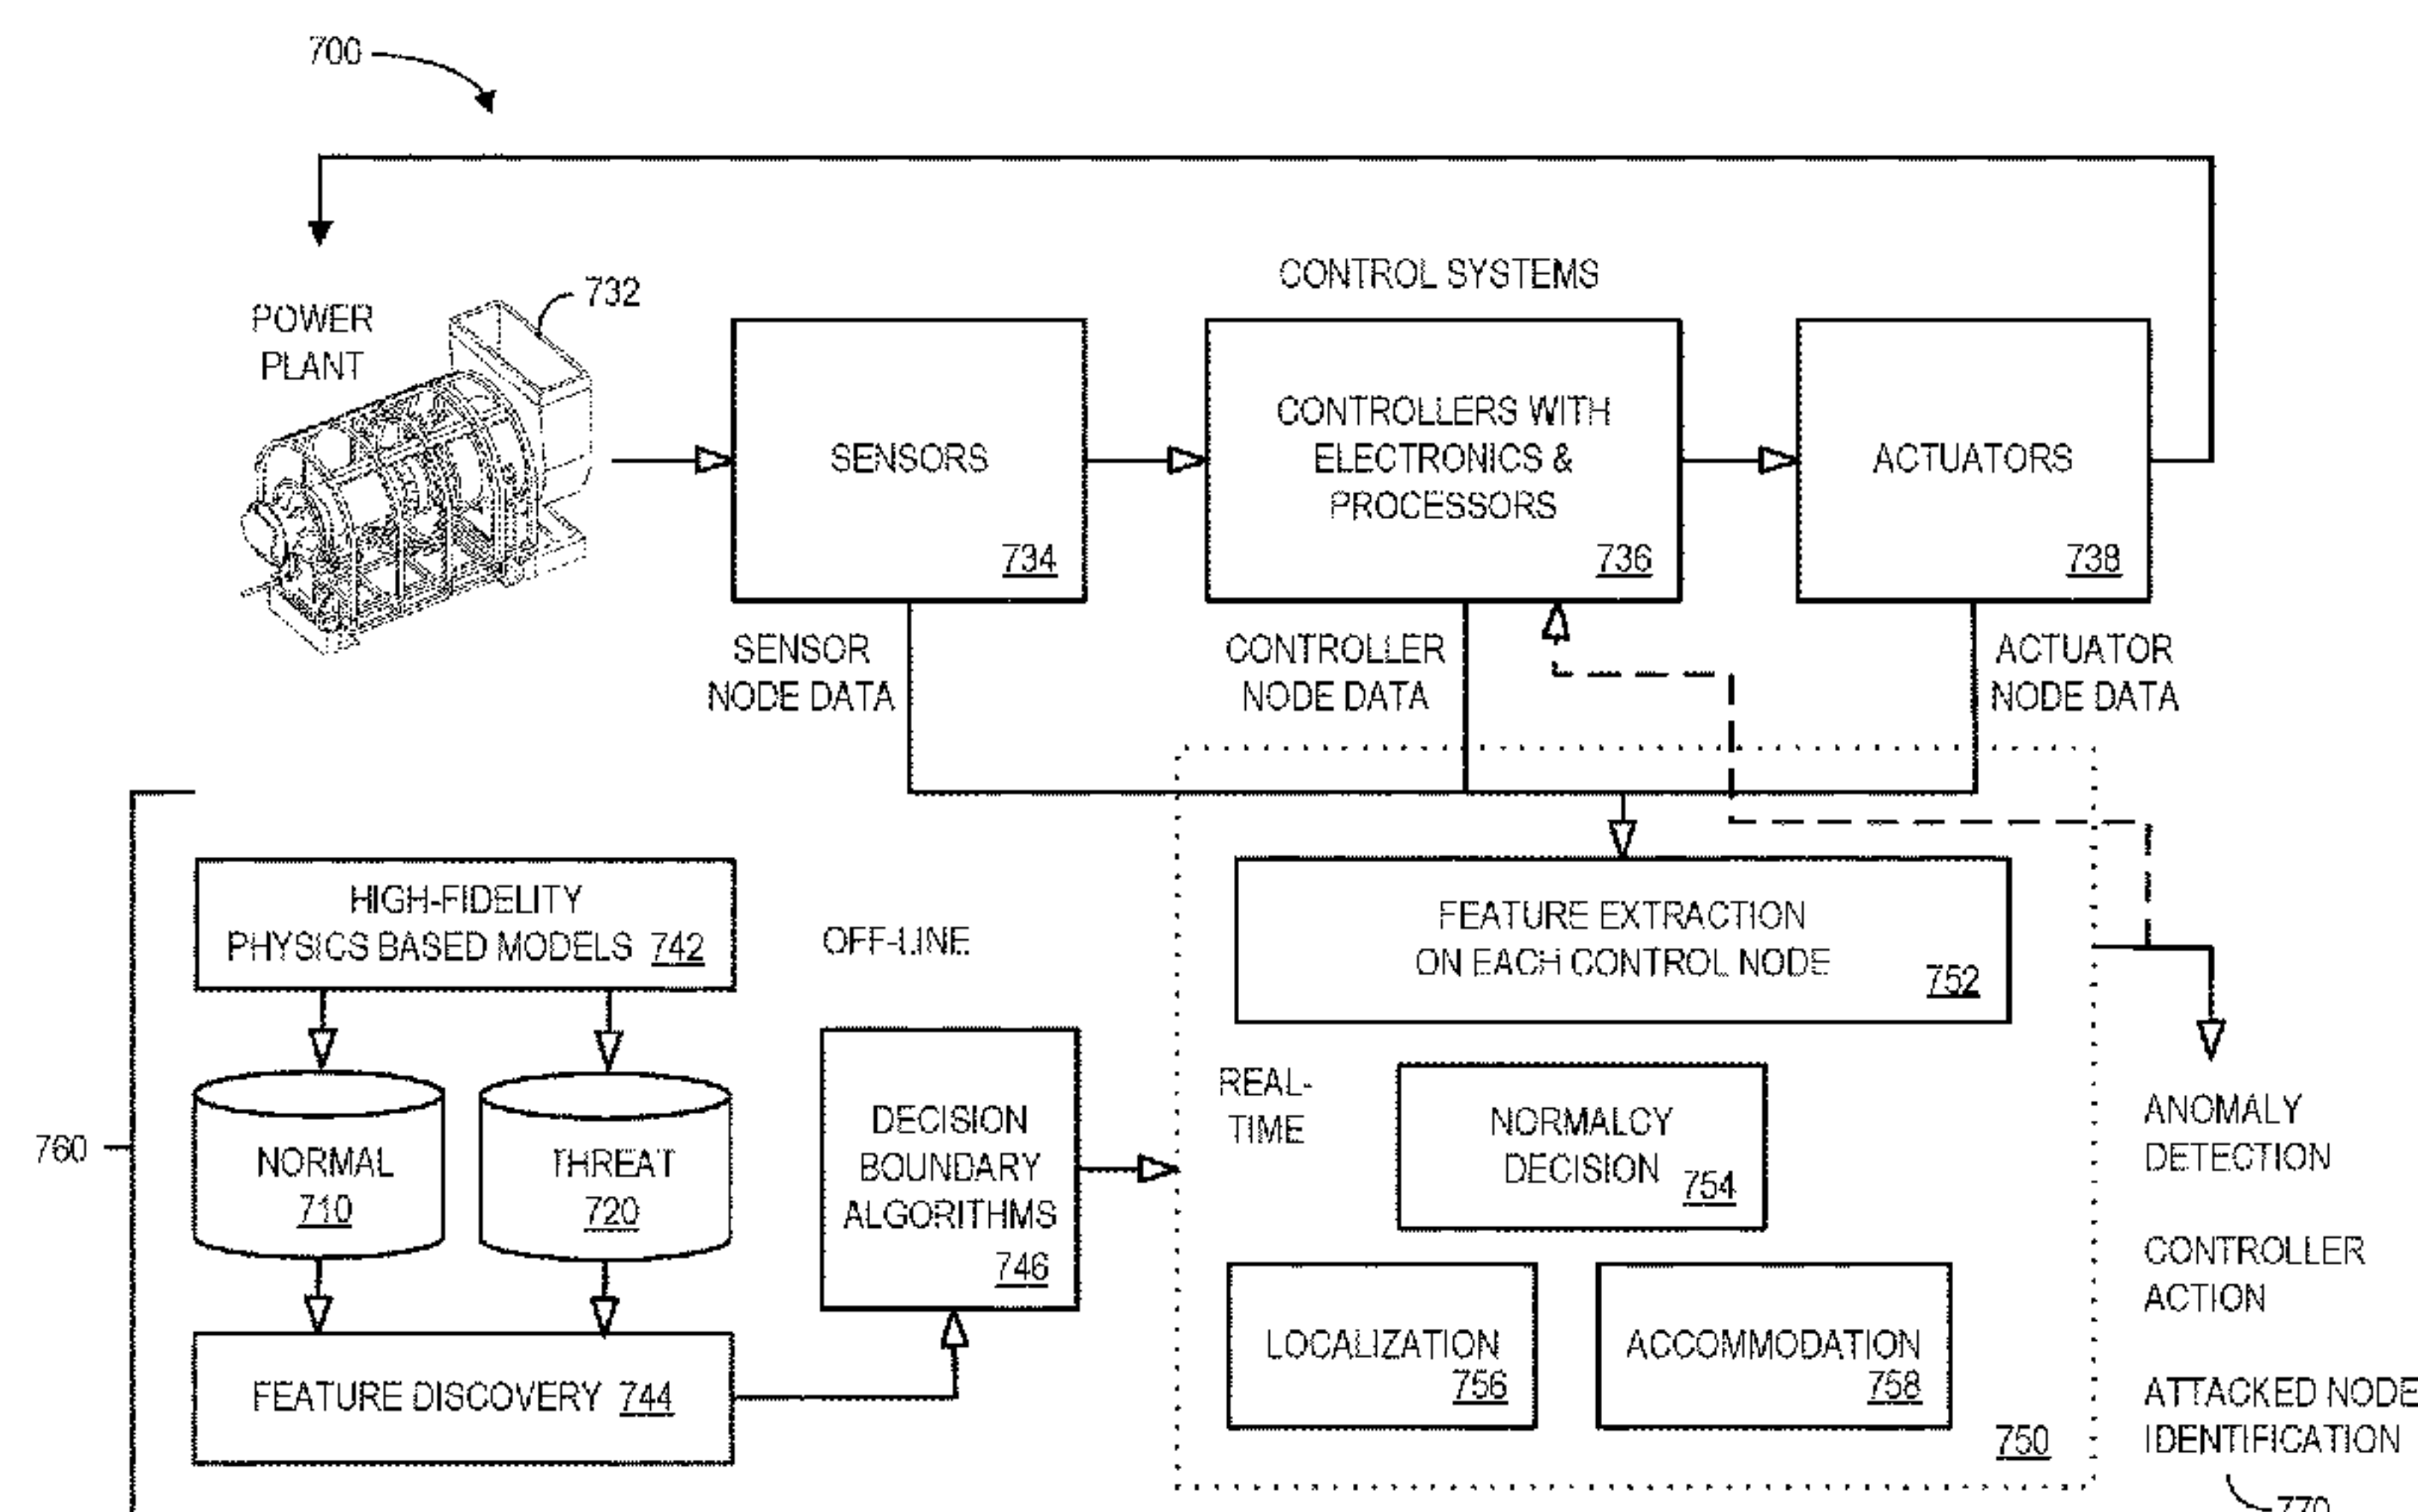 700
POWER
PLANT
732
CONTROL SYSTEMS
SENSORS
734
CONTROLLERS WITH
ELECTRONICS &
PROCESSORS
736
ACTUATORS
738
SENSOR
NODE DATA
CONTROLLER
NODE DATA
ACTUATOR
NODE DATA
760
HIGH-FIDELITY
PHYSICS BASED MODELS 742
OFF-LINE
NORMAL
710
THREAT
720
FEATURE DISCOVERY 744
DECISION
BOUNDARY
ALGORITHMS
746
FEATURE EXTRACTION
ON EACH CONTROL NODE
752
REAL-
TIME
NORMALCY
DECISION
754
LOCALIZATION
756
ACCOMMODATION
758
750
ANOMALY
DETECTION
CONTROLLER
ACTION
ATTACKED NODE
IDENTIFICATION
770